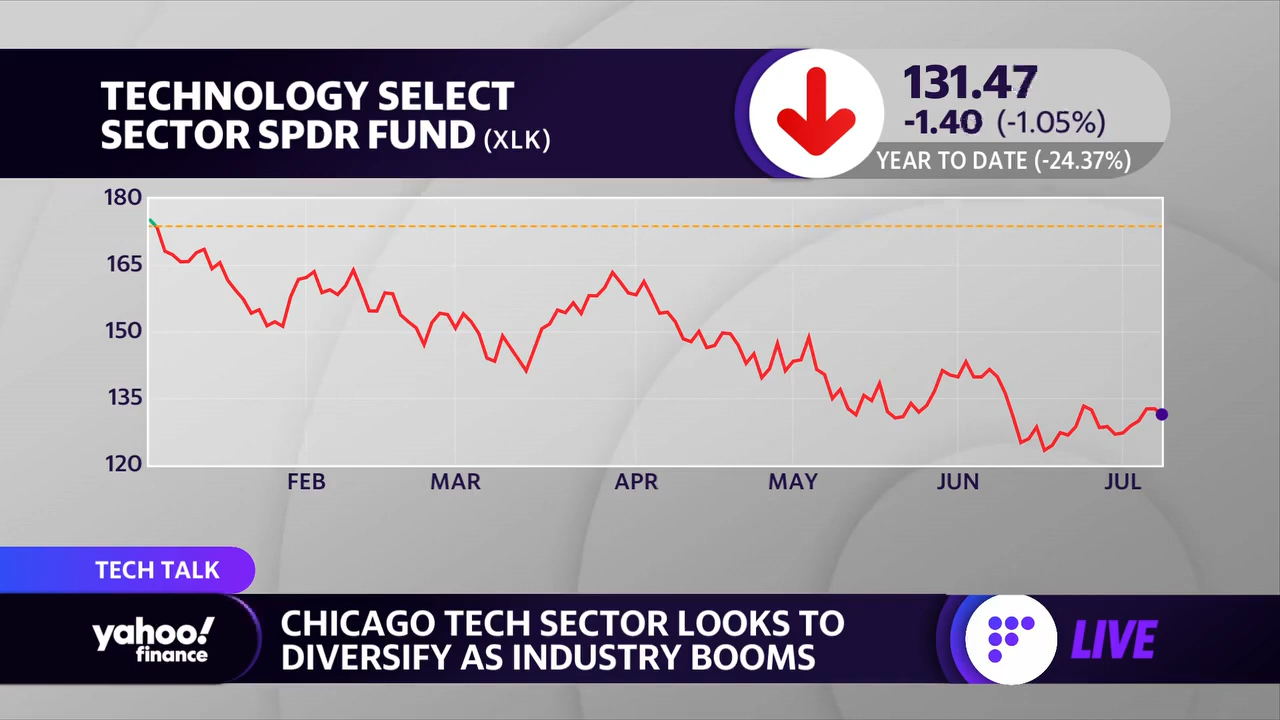 TECHNOLOGY SELECT
SECTOR SPDR FUND (XLK)
131.47
-1.40 (-1.05%)
YEAR TO DATE (-24.37%)
180
165
150
135
120
FEB MAR APR MAY JUN JUL
TECH TALK
yahoo!
finance
CHICAGO TECH SECTOR LOOKS TO
DIVERSIFY AS INDUSTRY BOOMS
LIVE